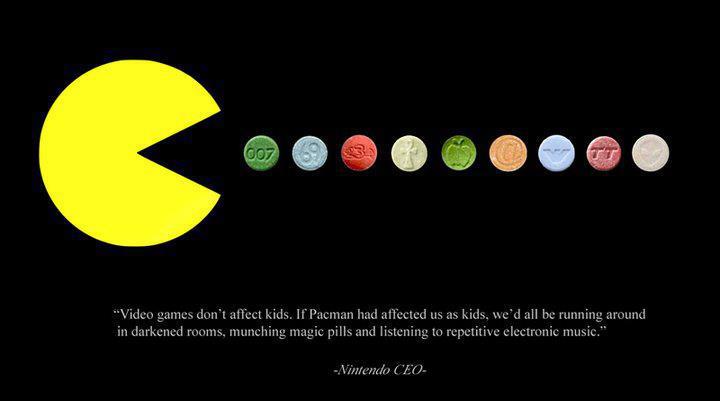 007 69 TT
“Video games don’t affect kids. If Pacman had affected us as kids, we’d all be running around
in darkened rooms, munching magic pills and listening to repetitive electronic music.”
-Nintendo CEO-